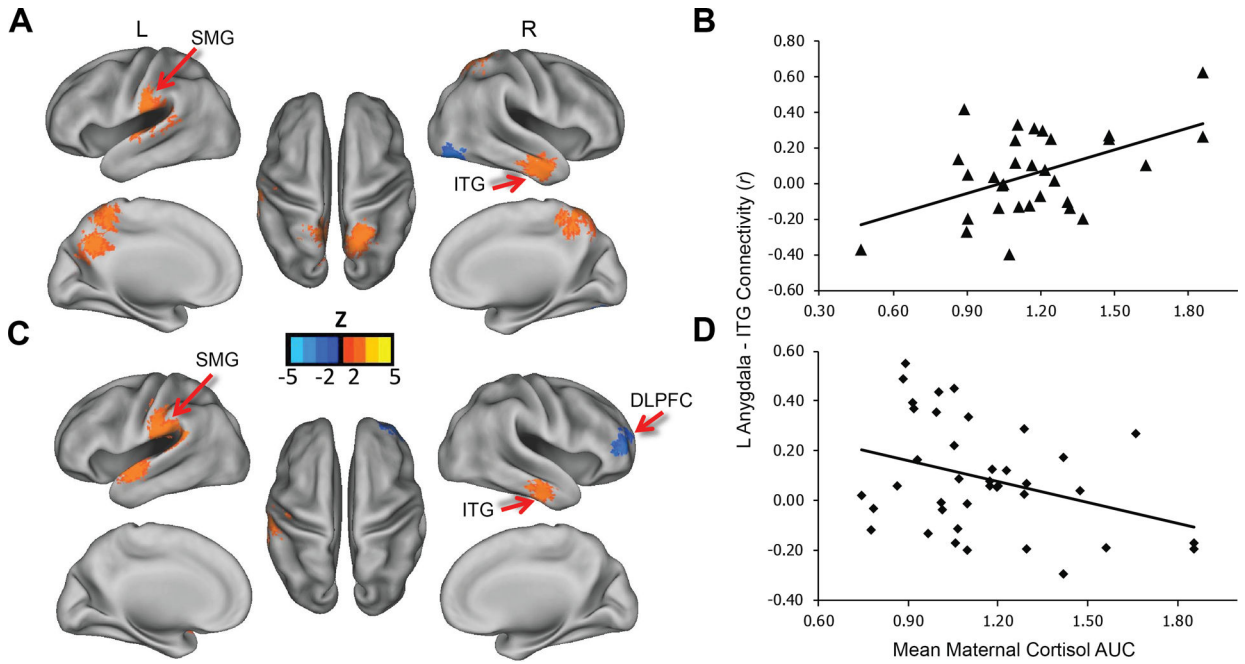 A
L
R
SMG
ITG
B
0.80
0.60
0.40
0.20
0.00
-0.20
-0.40
-0.60
0.30
0.60
0.90
1.20
1.50
1.80
C
Z
-5 -2 2 5
SMG
DLPFC
ITG
D
0.60
0.40
0.20
0.00
-0.20
-0.40
0.60
0.90
1.20
1.50
1.80
L Anygdala - ITG Connectivity (r)
Mean Maternal Cortisol AUC